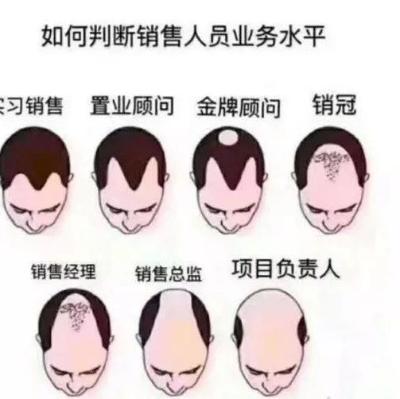 如何判断销售人员业务水平
实习销售 置业顾问 金牌顾问 销冠
销售经理 销售总监 项目负责人